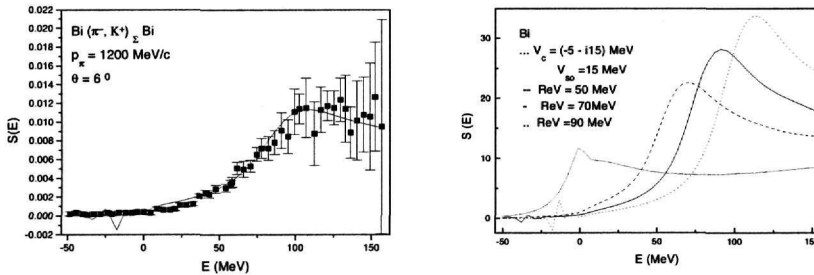 0.022
0.020
0.018
0.016
0.014
0.012
0.010
0.008
0.006
0.004
0.002
0.000
-0.002
S(E)
Bi (π⁻, K⁺) Σ Bi
pπ = 1200 MeV/c
θ = 6⁰
-50 0 50 100 150
E (MeV)
30
20
10
0
S (E)
Bi
··· Vc = (-5 - i15) MeV
Vso =15 MeV
-- ReV = 50 MeV
ReV = 70MeV
··· ReV = 90 MeV
-50 0 50 100 150
E (MeV)